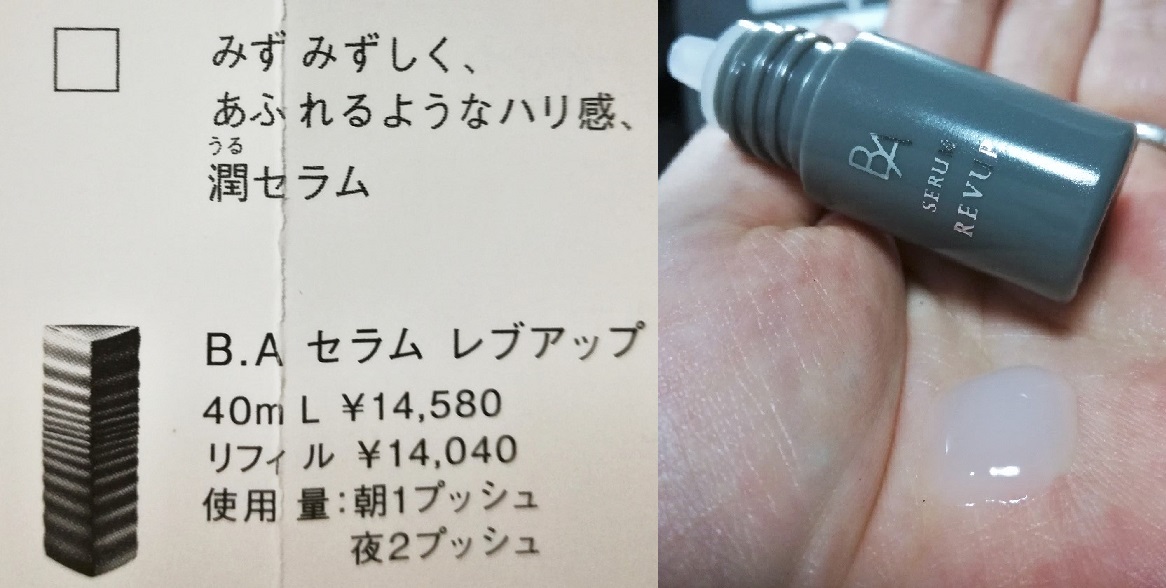 みずみずしく、
あふれるようなハリ感、
うる
潤セラム
B.A セラム レブアップ
40mL ¥14,580
リフィル ¥14,040
使用量：朝1プッシュ
夜2プッシュ
BA
SERUM
REVUP